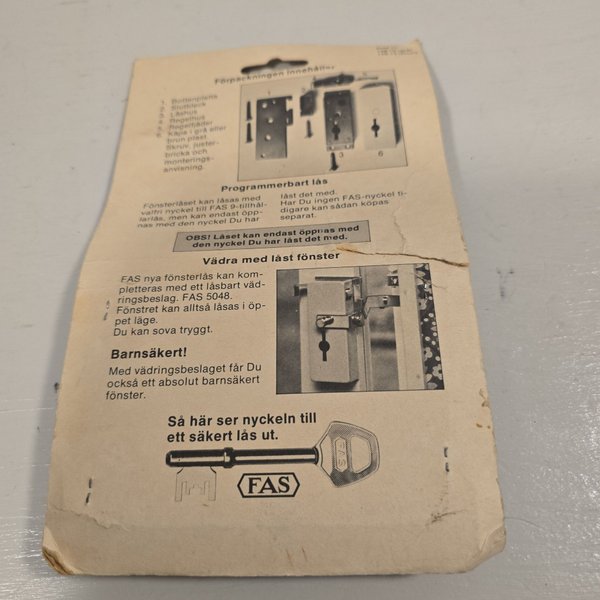 Förpackningen innehåller
1. Bottenplatta
2. Slutbleck
3. Låshus
4. Regelhus
5. Regelfjäder
6. Kåpa i grå eller
brun plast.
Skruv, juster-
bricka och
monterings-
anvisning.
3 6
Programmerbart lås
Fönsterlåset kan låsas med
valfri nyckel till FAS 9-tillhål-
larlås, men kan endast öpp-
nas med den nyckel Du har
låst det med.
Har Du ingen FAS-nyckel ti-
digare kan sådan köpas
separat.
OBS! Låset kan endast öppnas med
den nyckel Du har låst det med.
Vädra med låst fönster
FAS nya fönsterlås kan kom-
pletteras med ett låsbart väd-
ringsbeslag. FAS 5048.
Fönstret kan alltså låsas i öp-
pet läge.
Du kan sova tryggt.
Barnsäkert!
Med vädringsbeslaget får Du
också ett absolut barnsäkert
fönster.
Så här ser nyckeln till
ett säkert lås ut.
FAS
FAS